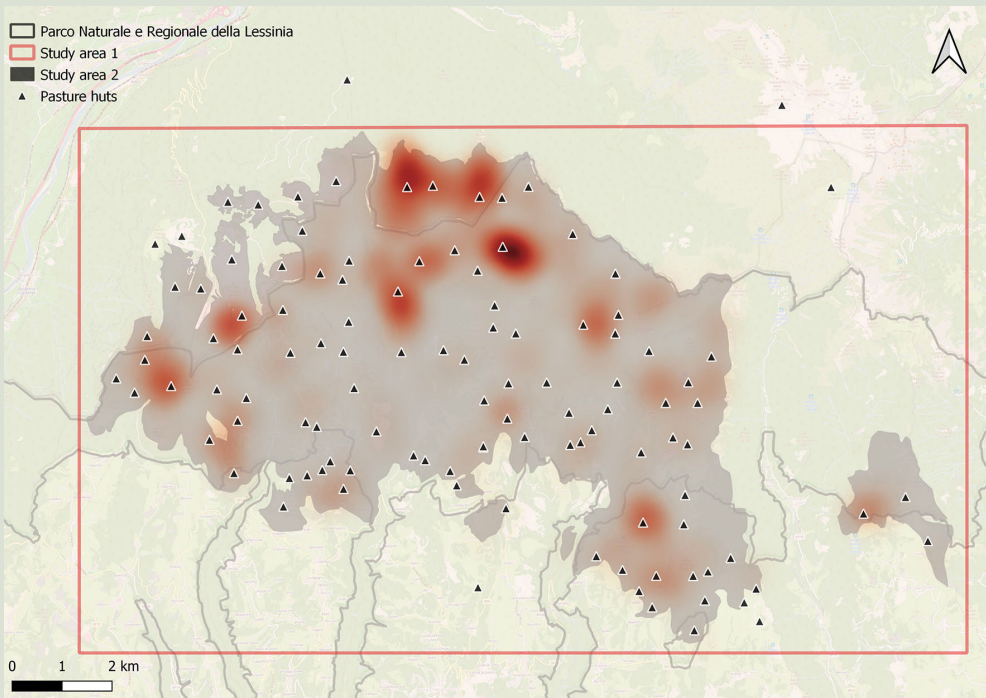 Parco Naturale e Regionale della Lessinia
Study area 1
Study area 2
Pasture huts
0 1 2 km